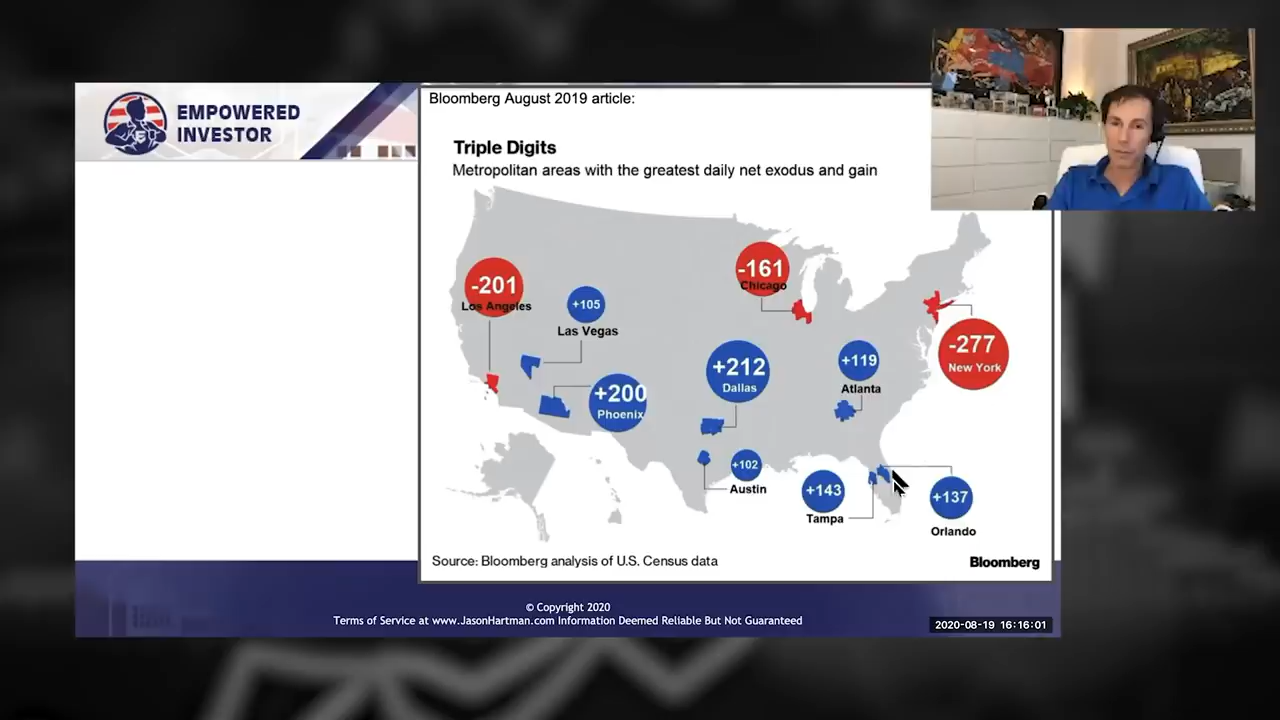 EMPOWERED
INVESTOR
E
Bloomberg August 2019 article:
Triple Digits
Metropolitan areas with the greatest daily net exodus and gain
-201
Los Angeles
+105
Las Vegas
+200
Phoenix
-161
Chicago
+212
Dallas
+119
Atlanta
-277
New York
+102
Austin
+143
Tampa
+137
Orlando
Source: Bloomberg analysis of U.S. Census data
Bloomberg
© Copyright 2020
Terms of Service at www.JasonHartman.com Information Deemed Reliable But Not Guaranteed
2020-08-19 16:16:01